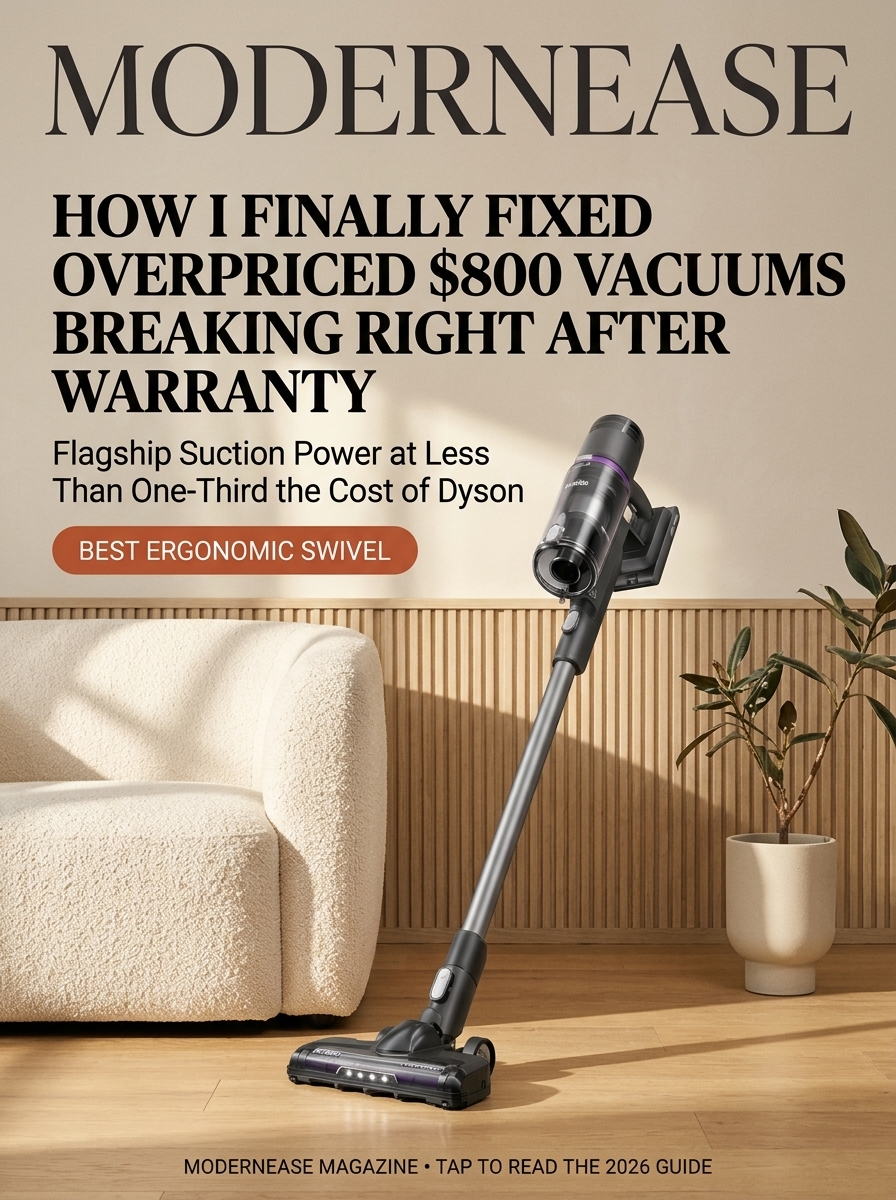 MODERNEASE
HOW I FINALLY FIXED
OVERPRICED $800 VACUUMS
BREAKING RIGHT AFTER
WARRANTY
Flagship Suction Power at Less
Than One-Third the Cost of Dyson
BEST ERGONOMIC SWIVEL
MODERNEASE MAGAZINE • TAP TO READ THE 2026 GUIDE